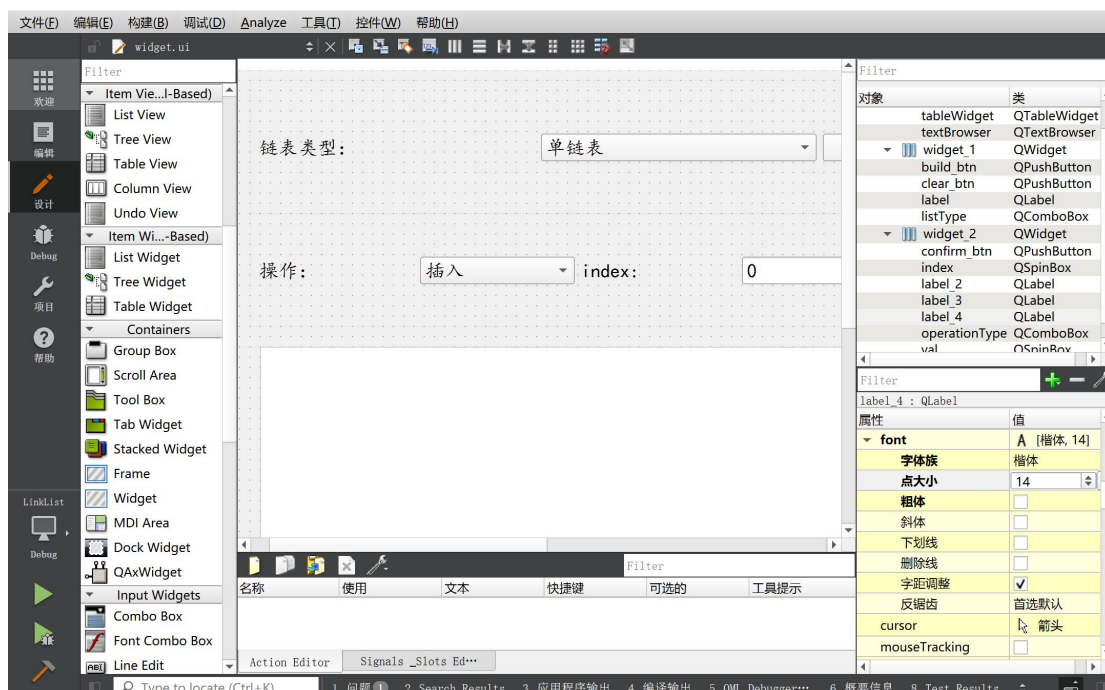 文件(F) 编辑(E) 构建(B) 调试(D) Analyze 工具(T) 控件(W) 帮助(H)
widget.ui
欢迎
编辑
设计
Debug
项目
帮助
LinkList
Debug
Filter
Item Vie...l-Based)
List View
Tree View
Table View
Column View
Undo View
Item Wi...-Based)
List Widget
Tree Widget
Table Widget
Containers
Group Box
Scroll Area
Tool Box
Tab Widget
Stacked Widget
Frame
Widget
MDI Area
Dock Widget
QAxWidget
Input Widgets
Combo Box
Font Combo Box
Line Edit
链表类型: 单链表
操作: 插入 index: 0
Filter
名称 使用 文本 快捷键 可选的 工具提示
Action Editor Signals _Slots Ed…
Filter
对象 类
tableWidget QTableWidget
textBrowser QTextBrowser
widget_1 QWidget
build_btn QPushButton
clear_btn QPushButton
label QLabel
listType QComboBox
widget_2 QWidget
confirm_btn QPushButton
index QSpinBox
label_2 QLabel
label_3 QLabel
label_4 QLabel
operationType QComboBox
val QSpinBox
Filter
label_4 : QLabel
属性 值
font A [楷体, 14]
字体族 楷体
点大小 14
粗体
斜体
下划线
删除线
字距调整
反锯齿 首选默认
cursor 箭头
mouseTracking
Type to locate (Ctrl+K) 1 问题 1 2 Search Results 3 应用程序输出 4 编译输出 5 QML Debugger… 6 概要信息 8 Test Results